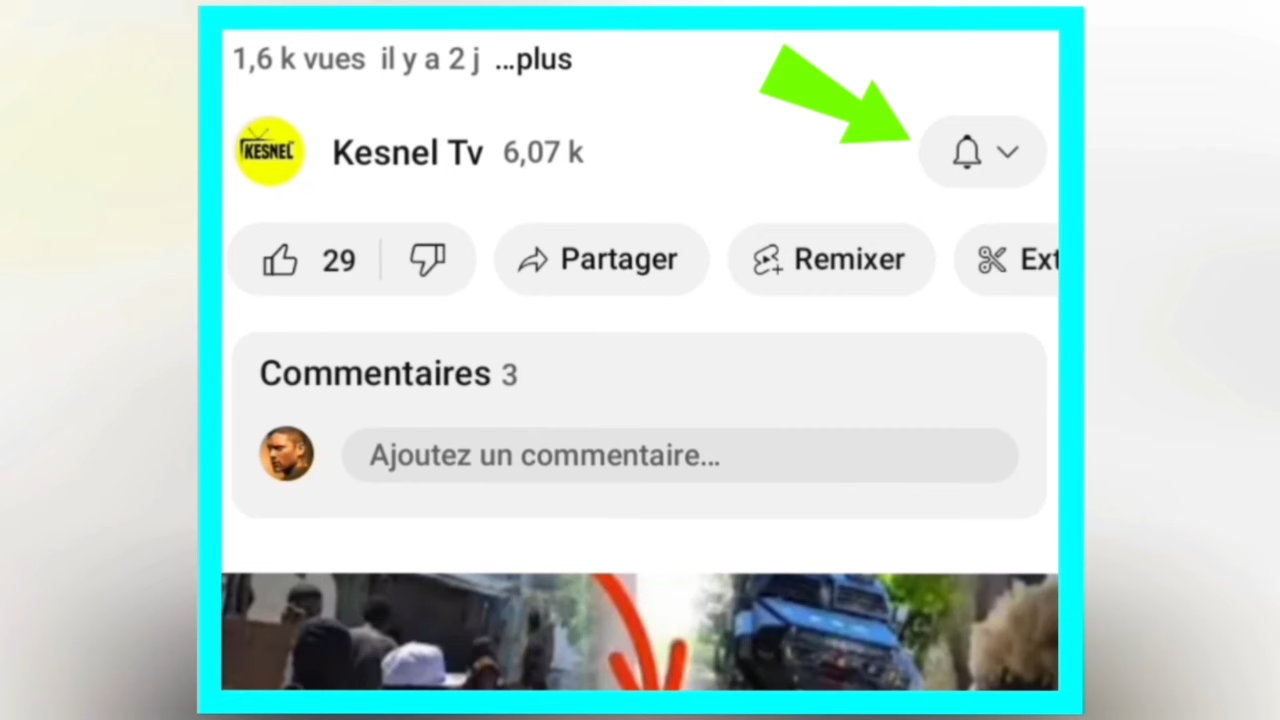 1,6 k vues il y a 2 j ...plus
KESNEL
Kesnel Tv 6,07 k
29
Partager
Remixer
Ext
Commentaires 3
Ajoutez un commentaire...